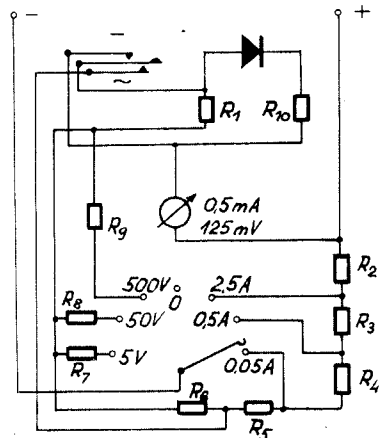 − +
−
~
R1 R10
R9 0,5mA
125mV
R2
500V 0 2.5A
R8 50V 0,5A R3
R7 5V 0,05A R4
R6 R5